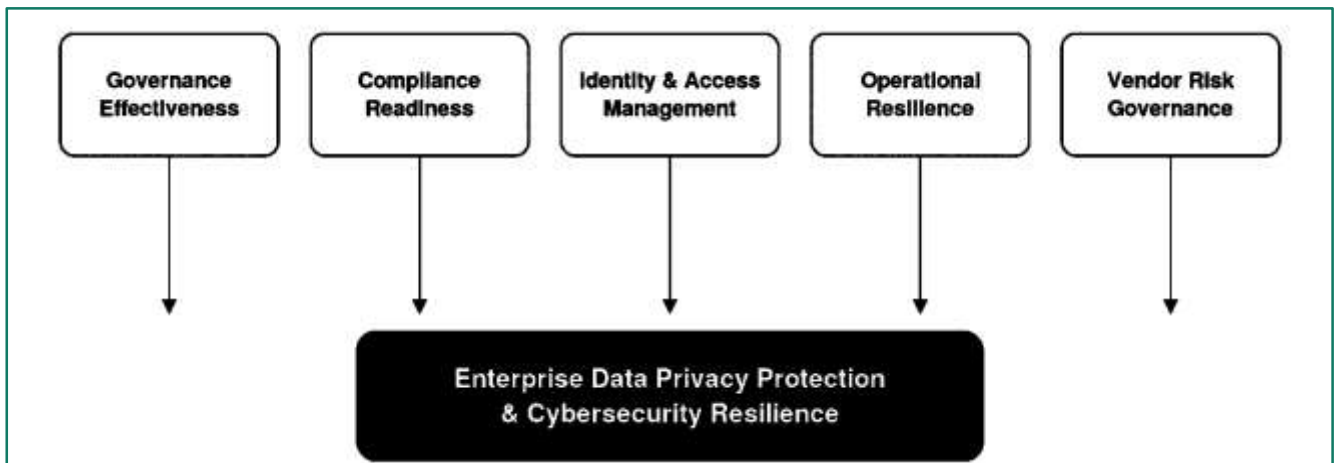 Governance
Effectiveness
Compliance
Readiness
Identity & Access
Management
Operational
Resilience
Vendor Risk
Governance
Enterprise Data Privacy Protection
& Cybersecurity Resilience